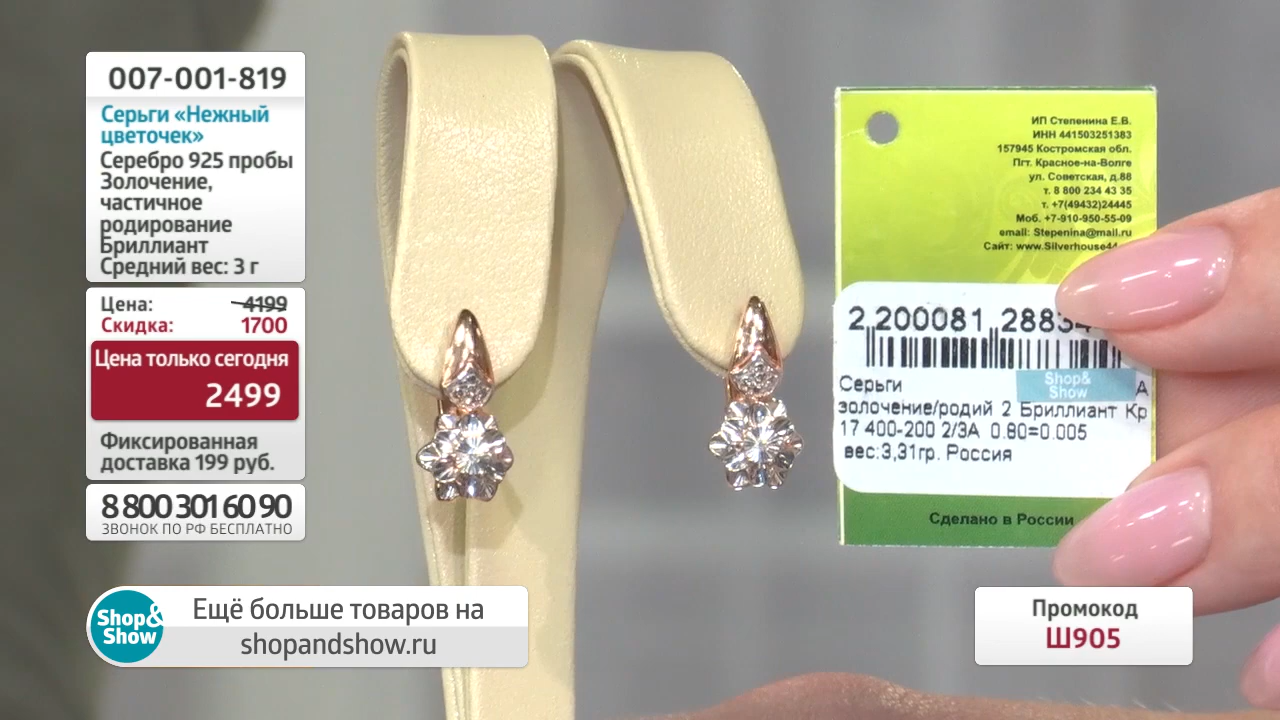 007-001-819
Серьги «Нежный
цветочек»
Серебро 925 пробы
Золочение,
частичное
родирование
Бриллиант
Средний вес: 3 г
Цена: 4199
Скидка: 1700
Цена только сегодня
2499
Фиксированная
доставка 199 руб.
8 800 301 60 90
ЗВОНОК ПО РФ БЕСПЛАТНО
Shop&
Show
Ещё больше товаров на
shopandshow.ru
ИП Степенина Е.В.
ИНН 441503251383
157945 Костромская обл.
Пгт. Красное-на-Волге
ул. Советская, д.88
т. 8 800 234 43 35
т. +7(49432)24445
Моб. +7-910-950-55-09
email: Stepenina@mail.ru
Сайт: www.Silverhouse44
2 200081 2883
Серьги
Shop&
Show
А
золочение/родий 2 Бриллиант Кр
17 400-200 2/3А 0.80=0.005
вес:3,31гр. Россия
Сделано в России
Промокод
Ш905